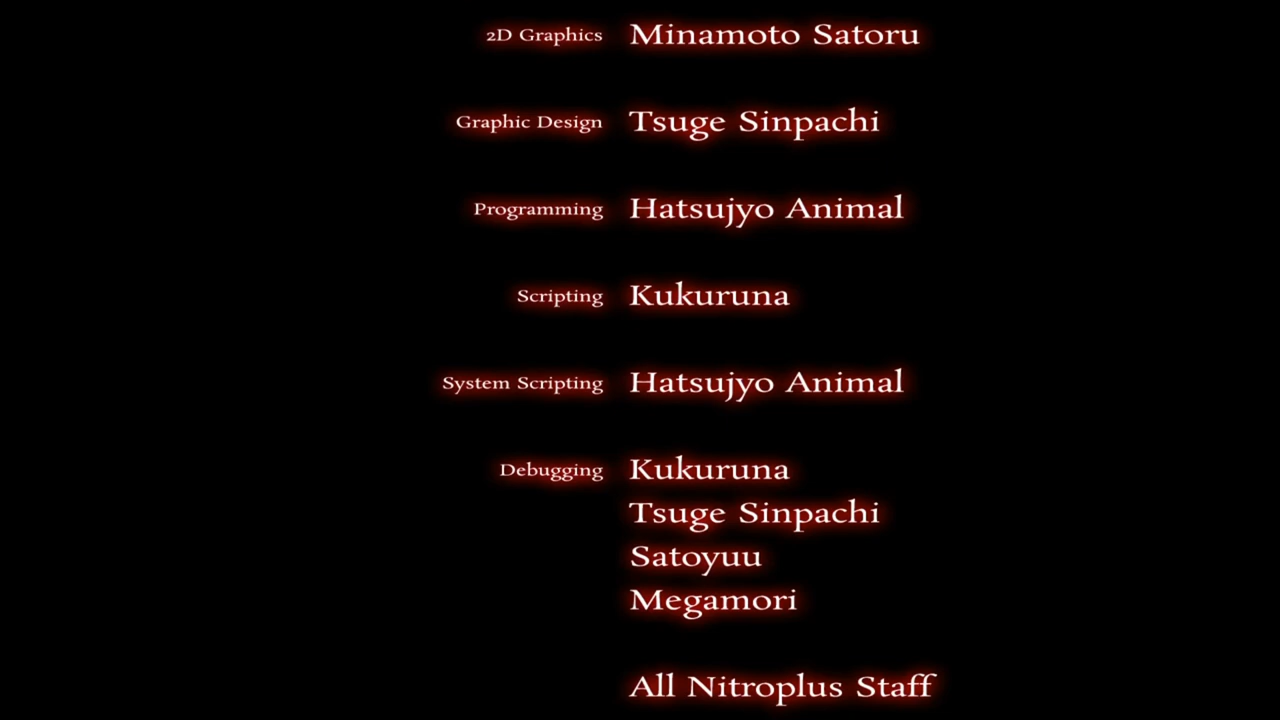 2D Graphics Minamoto Satoru
Graphic Design Tsuge Sinpachi
Programming Hatsujyo Animal
Scripting Kukuruna
System Scripting Hatsujyo Animal
Debugging Kukuruna
Tsuge Sinpachi
Satoyuu
Megamori
All Nitroplus Staff